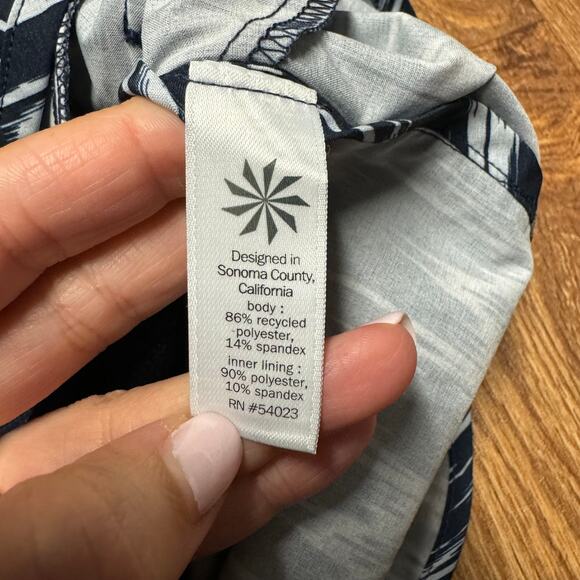 Designed in
Sonoma County,
California
body :
86% recycled
polyester,
14% spandex
inner lining :
90% polyester,
10% spandex
RN #54023